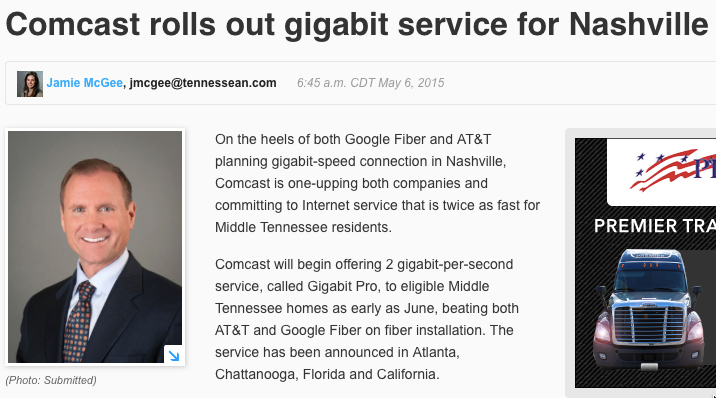 Comcast rolls out gigabit service for Nashville
Jamie McGee, jmcgee@tennessean.com 6:45 a.m. CDT May 6, 2015
On the heels of both Google Fiber and AT&T
planning gigabit-speed connection in Nashville,
Comcast is one-upping both companies and
committing to Internet service that is twice as fast for
Middle Tennessee residents.
Comcast will begin offering 2 gigabit-per-second
service, called Gigabit Pro, to eligible Middle
Tennessee homes as early as June, beating both
AT&T and Google Fiber on fiber installation. The
service has been announced in Atlanta,
Chattanooga, Florida and California.
(Photo: Submitted)
PREMIER TRA